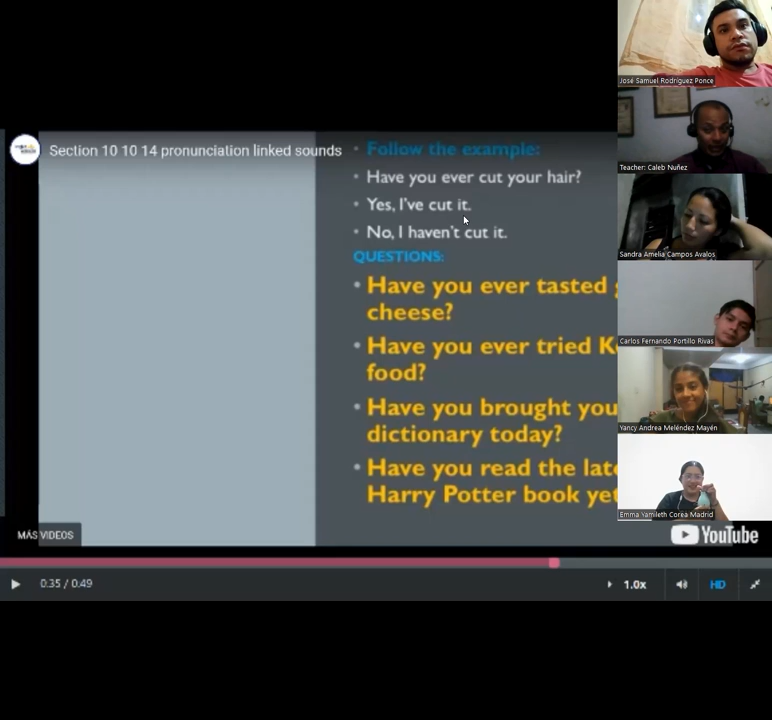 Section 10 10 14 pronunciation linked sounds
• Follow the example:
• Have you ever cut your hair?
• Yes, I've cut it.
• No, I haven't cut it.
QUESTIONS:
• Have you ever tasted
cheese?
• Have you ever tried
food?
• Have you brought
dictionary today?
• Have you read the
Harry Potter book
MÁS VIDEOS
YouTube
0:35 / 0:49
1.0x
HD
José Samuel Rodríguez Ponce
Teacher: Caleb Nuñez
Sandra Amelia Campos Avalos
Carlos Fernando Portillo Rivas
Yancy Andrea Meléndez Mayén
Emma Yamileth Corea Madrid